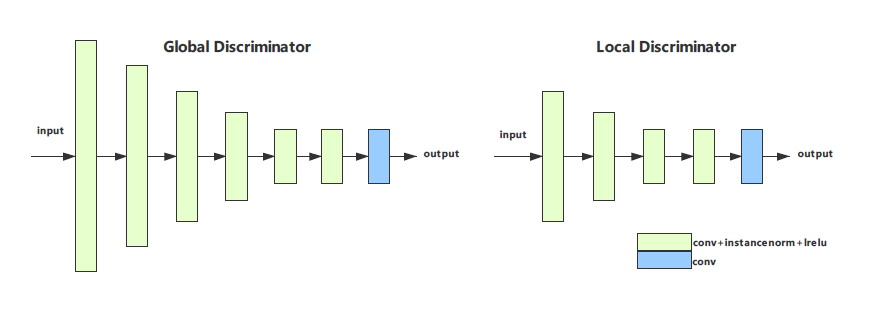 Global Discriminator
input
output
Local Discriminator
input
output
conv+instancenorm+lrelu
conv